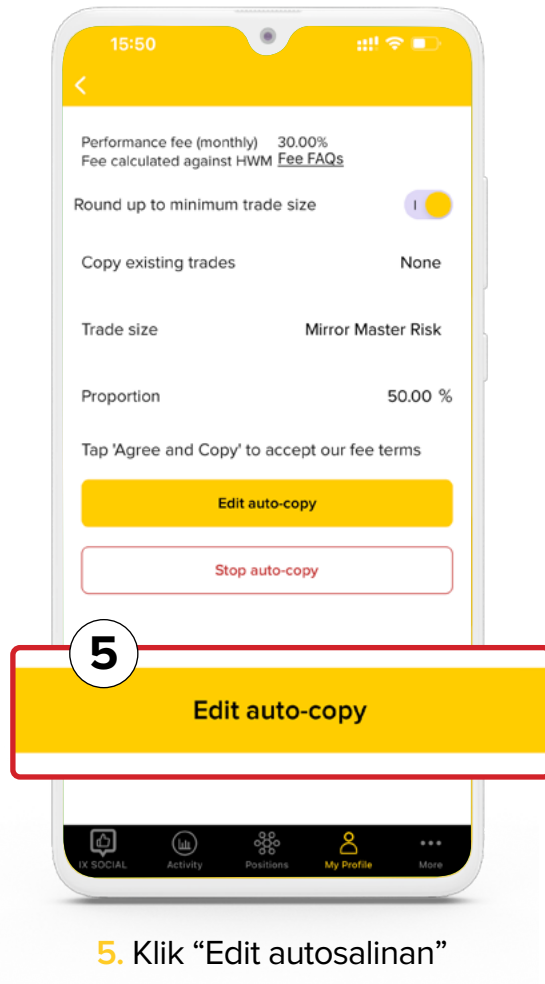 15:50
Performance fee (monthly) 30.00%
Fee calculated against HWM Fee FAQs
Round up to minimum trade size
Copy existing trades None
Trade size Mirror Master Risk
Proportion 50.00 %
Tap 'Agree and Copy' to accept our fee terms
Edit auto-copy
Stop auto-copy
5
Edit auto-copy
IX SOCIAL Activity Positions My Profile More
5. Klik “Edit autosalinan”